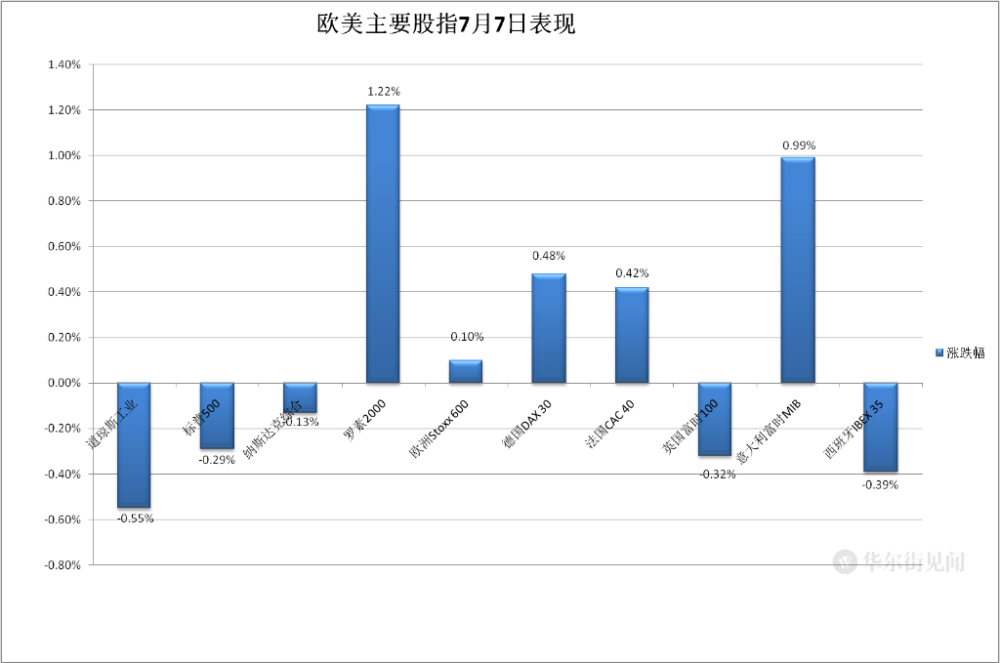 欧美主要股指7月7日表现
1.40%
1.20%
1.00%
0.80%
0.60%
0.40%
0.20%
0.00%
-0.20%
-0.40%
-0.60%
-0.80%
-0.55%
-0.29%
-0.13%
1.22%
0.10%
0.48%
0.42%
-0.32%
0.99%
-0.39%
道琼斯工业
标普500
纳斯达克综合
罗素2000
欧洲Stoxx600
德国DAX 30
法国CAC 40
英国富时100
意大利富时MIB
西班牙IBEX 35
涨跌幅
华尔街见闻